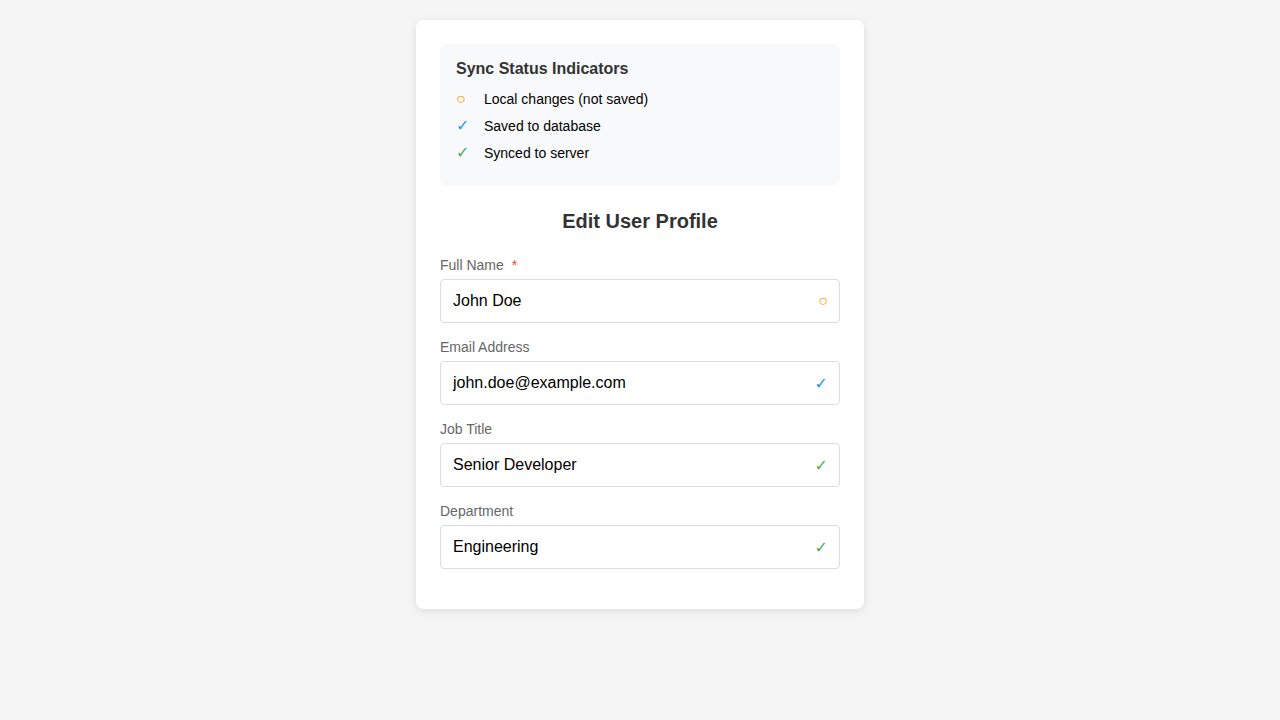 Sync Status Indicators
○ Local changes (not saved)
✓ Saved to database
✓ Synced to server
Edit User Profile
Full Name *
John Doe ○
Email Address
john.doe@example.com ✓
Job Title
Senior Developer ✓
Department
Engineering ✓